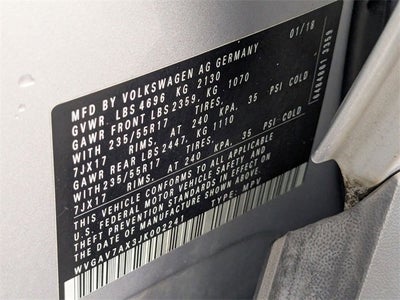 MFD BY VOLKSWAGEN AG GERMANY 01/18
GVWR. LBS 4696 KG 2130
GAWR FRONT LBS 2359. KG 1070
WITH 235/55R17 TIRES.
7JX17 RIMS. AT 240 KPA. 35 PSI COLD
GAWR REAR LBS 2447. KG 1110
WITH 235/55R17 TIRES.
7JX17 RIMS. AT 240 KPA. 35 PSI COLD
THIS VEHICLE CONFORMS TO ALL APPLICABLE
U.S. FEDERAL MOTOR VEHICLE SAFETY AND
THEFT PREVENTION STANDARDS IN EFFECT ON
THE DATE OF MANUFACTURE SHOWN ABOVE.
TYPE: MPV